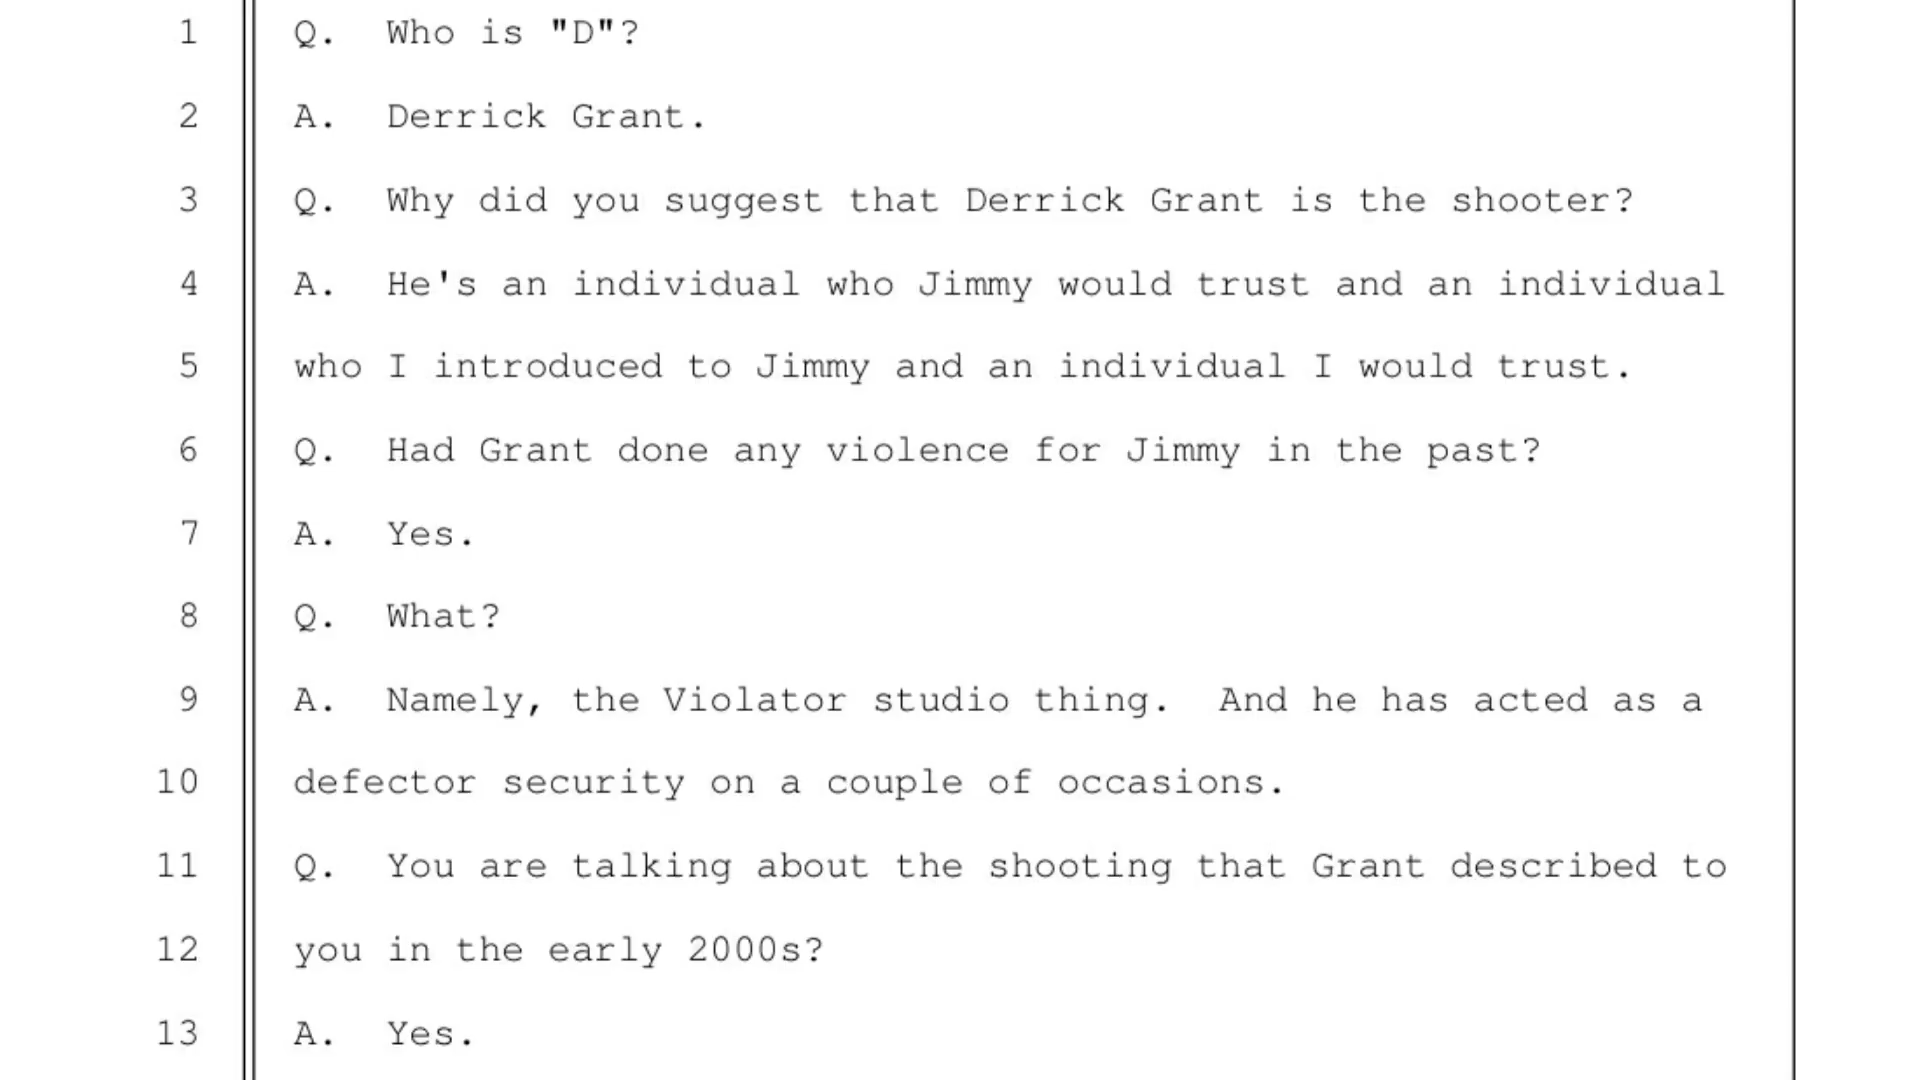 1 Q. Who is "D"?
2 A. Derrick Grant.
3 Q. Why did you suggest that Derrick Grant is the shooter?
4 A. He's an individual who Jimmy would trust and an individual
5 who I introduced to Jimmy and an individual I would trust.
6 Q. Had Grant done any violence for Jimmy in the past?
7 A. Yes.
8 Q. What?
9 A. Namely, the Violator studio thing. And he has acted as a
10 defector security on a couple of occasions.
11 Q. You are talking about the shooting that Grant described to
12 you in the early 2000s?
13 A. Yes.